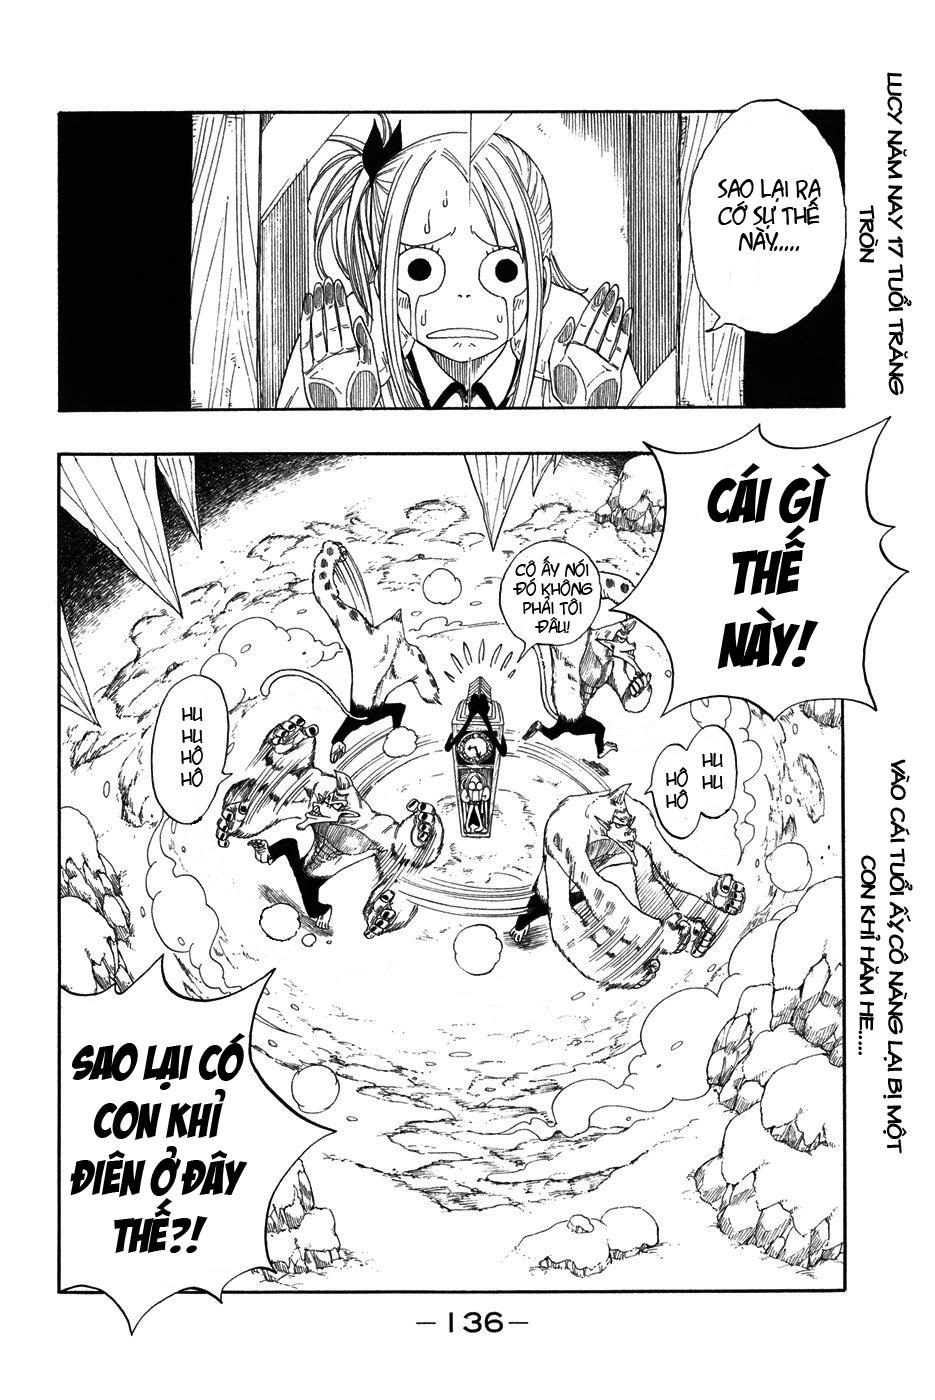 LUCY NĂM NAY 17 TUỔI TRĂNG
TRÒN
SAO LẠI RA
CỚ SỰ THẾ
NÀY.....
CÁI GÌ
THẾ
NÀY!
CÔ ẤY NÓI
ĐÓ KHÔNG
PHẢI TÔI
ĐÂU!
HU
HU
HÔ
HÔ
HU
HU
HÔ
HÔ
VÀO CÁI TUỔI ẤY, CÔ NÀNG LẠI BỊ MỘT
CON KHỈ HĂM HE.....
SAO LẠI CÓ
CON KHỈ
ĐIÊN Ở ĐÂY
THẾ?!
-136-